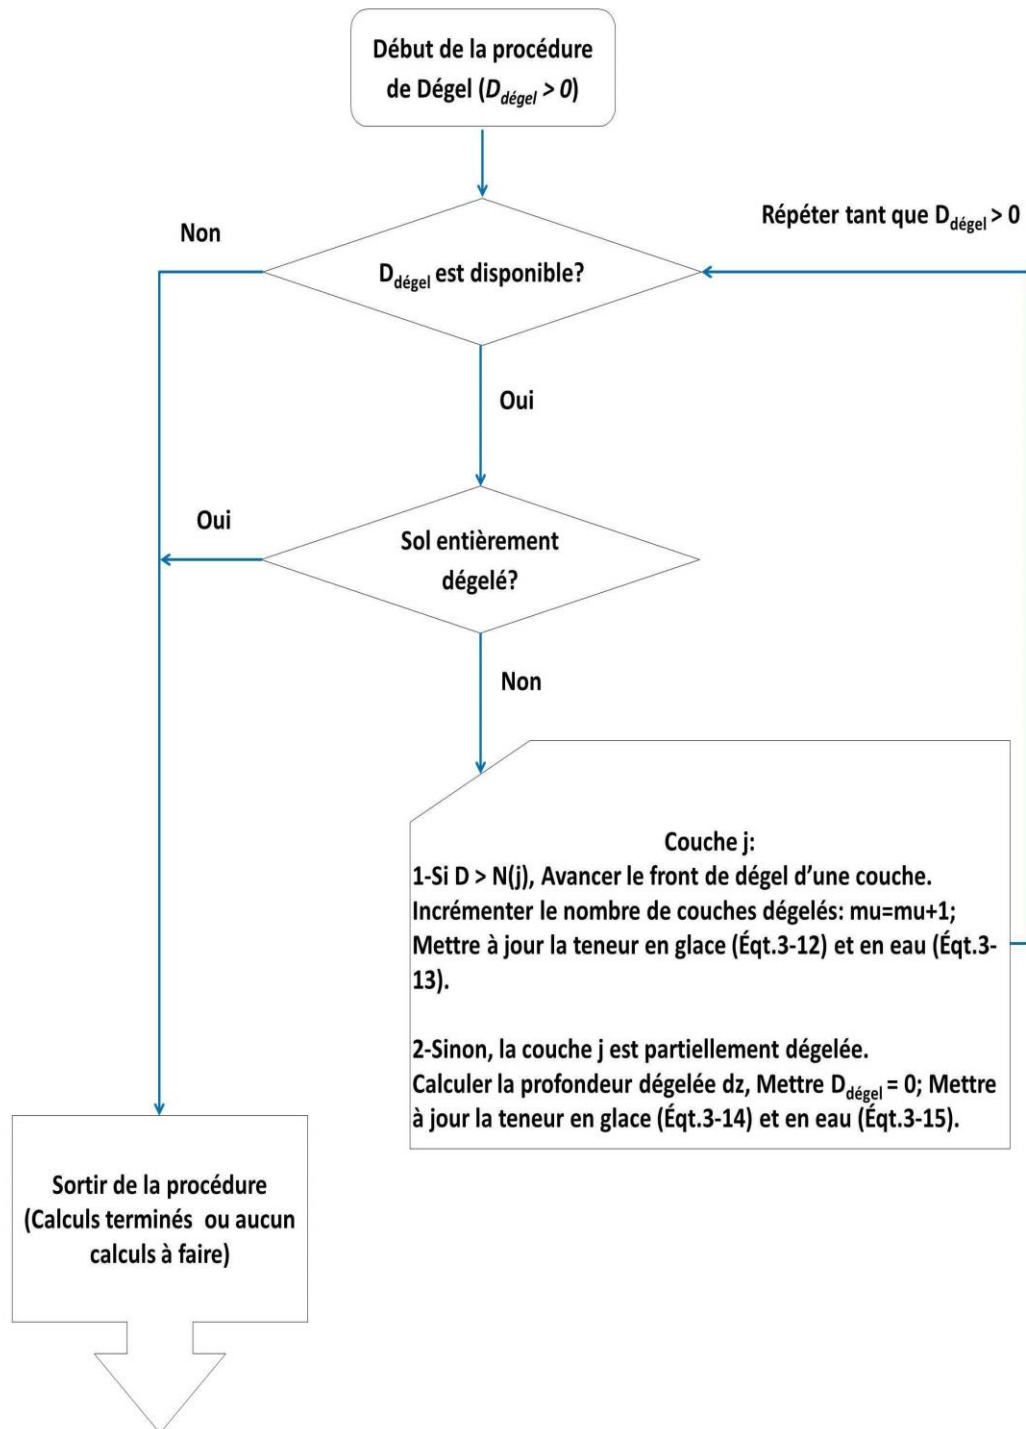 Début de la procédure
de Dégel (D_dégel > 0)
Répéter tant que D_dégel > 0
Non
D_dégel est disponible?
Oui
Oui
Sol entièrement
dégelé?
Non
Couche j:
1-Si D > N(j), Avancer le front de dégel d'une couche.
Incrémenter le nombre de couches dégelés: mu=mu+1;
Mettre à jour la teneur en glace (Éqt.3-12) et en eau (Éqt.3-
13).
2-Sinon, la couche j est partiellement dégelée.
Calculer la profondeur dégelée dz, Mettre D_dégel = 0; Mettre
à jour la teneur en glace (Éqt.3-14) et en eau (Éqt.3-15).
Sortir de la procédure
(Calculs terminés ou aucun
calculs à faire)